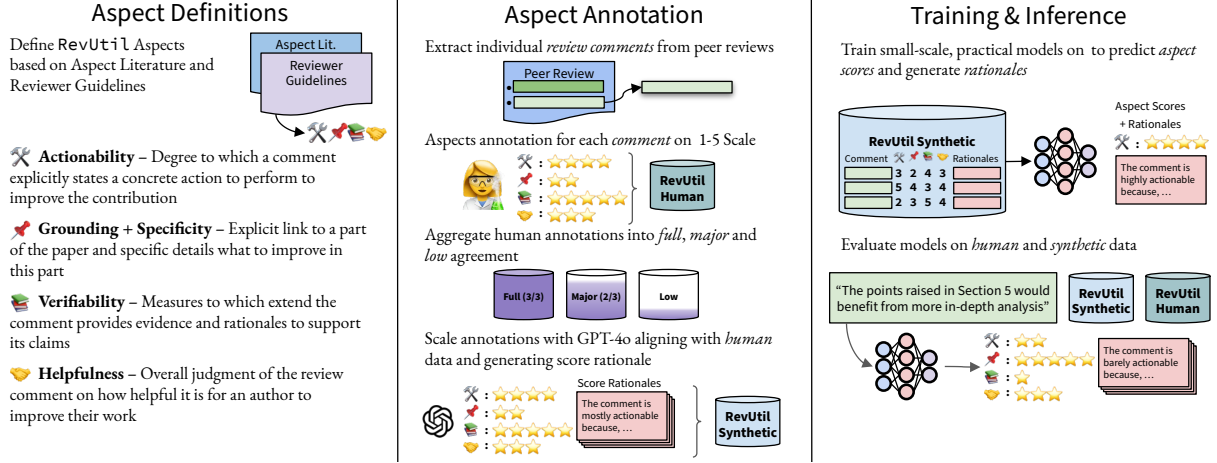 Aspect Definitions
Define RevUtil Aspects
based on Aspect Literature and
Reviewer Guidelines
Aspect Lit.
Reviewer
Guidelines
Actionability – Degree to which a comment
explicitly states a concrete action to perform to
improve the contribution
Grounding + Specificity – Explicit link to a part
of the paper and specific details what to improve in
this part
Verifiability – Measures to which extend the
comment provides evidence and rationales to support
its claims
Helpfulness – Overall judgment of the review
comment on how helpful it is for an author to
improve their work
Aspect Annotation
Extract individual review comments from peer reviews
Peer Review
Aspects annotation for each comment on 1-5 Scale
:
:
:
:
RevUtil
Human
Aggregate human annotations into full, major and
low agreement
Full (3/3)
Major (2/3)
Low
Scale annotations with GPT-4o aligning with human
data and generating score rationale
:
:
:
:
Score Rationales
The comment is
mostly actionable
because, …
RevUtil
Synthetic
Training & Inference
Train small-scale, practical models on to predict aspect
scores and generate rationales
RevUtil Synthetic
Comment Rationales
3 2 4 3
5 4 3 4
2 3 5 4
Aspect Scores
+ Rationales
:
The comment is
highly actionable
because, …
Evaluate models on human and synthetic data
“The points raised in Section 5 would
benefit from more in-depth analysis”
RevUtil
Synthetic
RevUtil
Human
:
:
:
:
The comment is
barely actionable
because, …